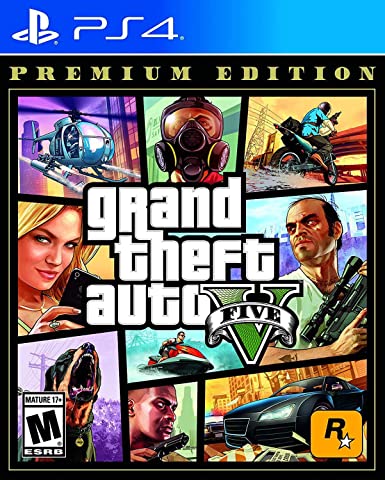 PS4
PREMIUM EDITION
grand
theft
auto
V
FIVE
MATURE 17+
M
ESRB
R